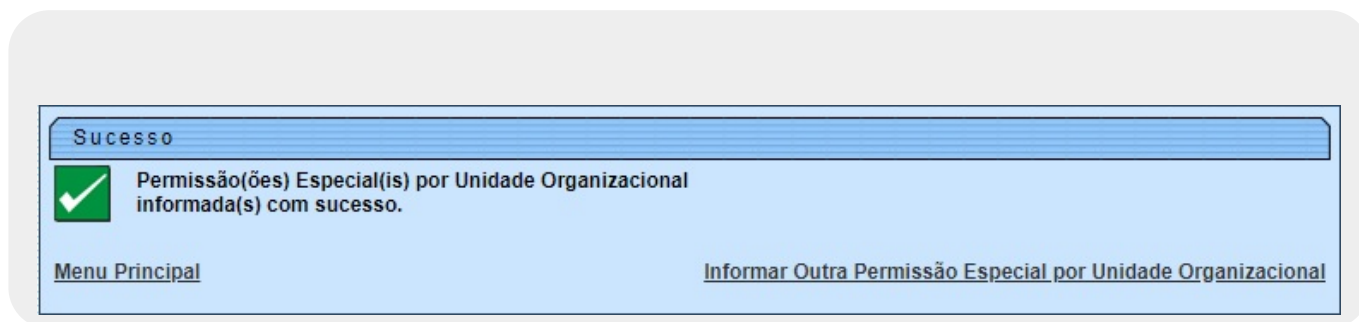 Sucesso
Permissão(ões) Especial(is) por Unidade Organizacional
informada(s) com sucesso.
Menu Principal
Informar Outra Permissão Especial por Unidade Organizacional